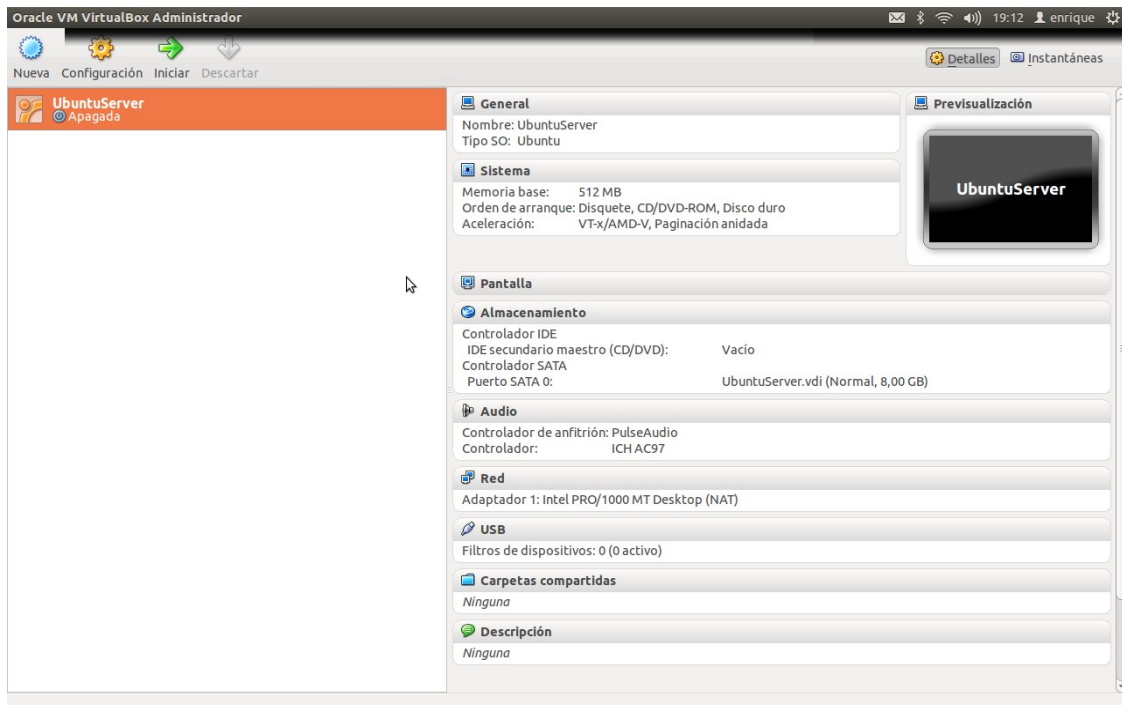 Oracle VM VirtualBox Administrador
19:12 enrique
Nueva Configuración Iniciar Descartar
Detalles Instantáneas
UbuntuServer
Apagada
General
Nombre: UbuntuServer
Tipo SO: Ubuntu
Previsualización
UbuntuServer
Sistema
Memoria base: 512 MB
Orden de arranque: Disquete, CD/DVD-ROM, Disco duro
Aceleración: VT-x/AMD-V, Paginación anidada
Pantalla
Almacenamiento
Controlador IDE
IDE secundario maestro (CD/DVD): Vacío
Controlador SATA
Puerto SATA 0: UbuntuServer.vdi (Normal, 8,00 GB)
Audio
Controlador de anfitrión: PulseAudio
Controlador: ICH AC97
Red
Adaptador 1: Intel PRO/1000 MT Desktop (NAT)
USB
Filtros de dispositivos: 0 (0 activo)
Carpetas compartidas
Ninguna
Descripción
Ninguna